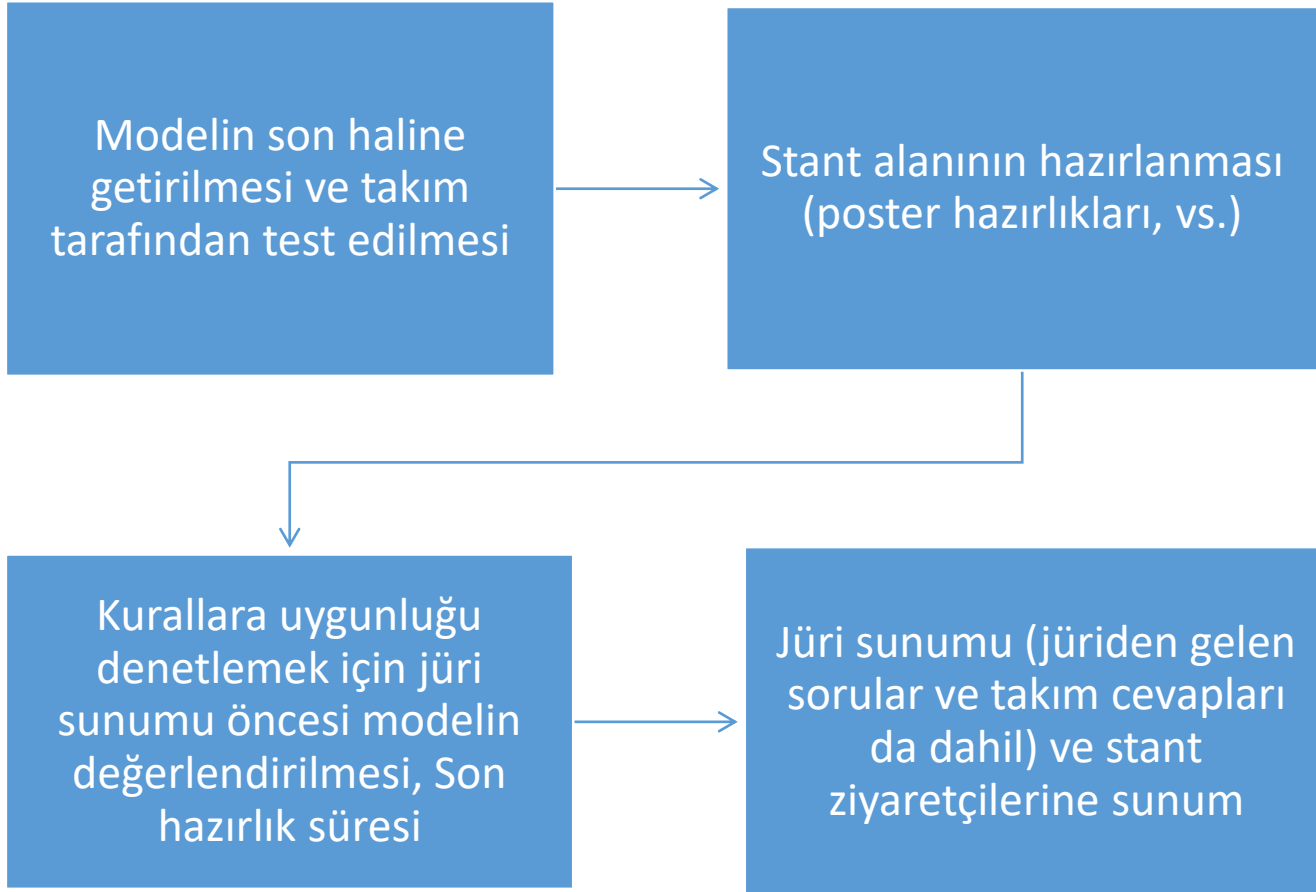 Modelin son haline
getirilmesi ve takım
tarafından test edilmesi
Stant alanının hazırlanması
(poster hazırlıkları, vs.)
Kurallara uygunluğu
denetlemek için jüri
sunumu öncesi modelin
değerlendirilmesi, Son
hazırlık süresi
Jüri sunumu (jüriden gelen
sorular ve takım cevapları
da dahil) ve stant
ziyaretçilerine sunum